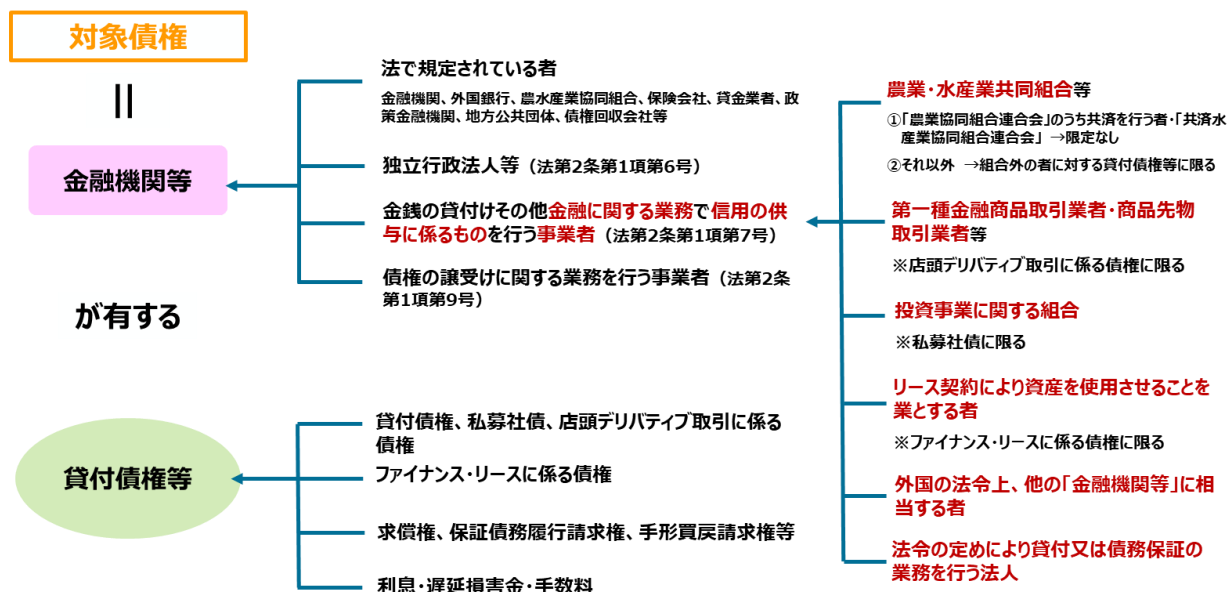 対象債権
||
金融機関等
が有する
貸付債権等
法で規定されている者
金融機関、外国銀行、農水産業協同組合、保険会社、貸金業者、政
策金融機関、地方公共団体、債権回収会社等
独立行政法人等（法第2条第1項第6号）
金銭の貸付けその他金融に関する業務で信用の供
与に係るものを行う事業者（法第2条第1項第7号）
債権の譲受けに関する業務を行う事業者（法第2条
第1項第9号）
貸付債権、私募社債、店頭デリバティブ取引に係る
債権
ファイナンス・リースに係る債権
求償権、保証債務履行請求権、手形買戻請求権等
利息・遅延損害金・手数料
農業・水産業共同組合等
①「農業協同組合連合会」のうち共済を行う者・「共済水
産業協同組合連合会」 →限定なし
②それ以外 →組合外の者に対する貸付債権等に限る
第一種金融商品取引業者・商品先物
取引業者等
※店頭デリバティブ取引に係る債権に限る
投資事業に関する組合
※私募社債に限る
リース契約により資産を使用させることを
業とする者
※ファイナンス・リースに係る債権に限る
外国の法令上、他の「金融機関等」に相
当する者
法令の定めにより貸付又は債務保証の
業務を行う法人